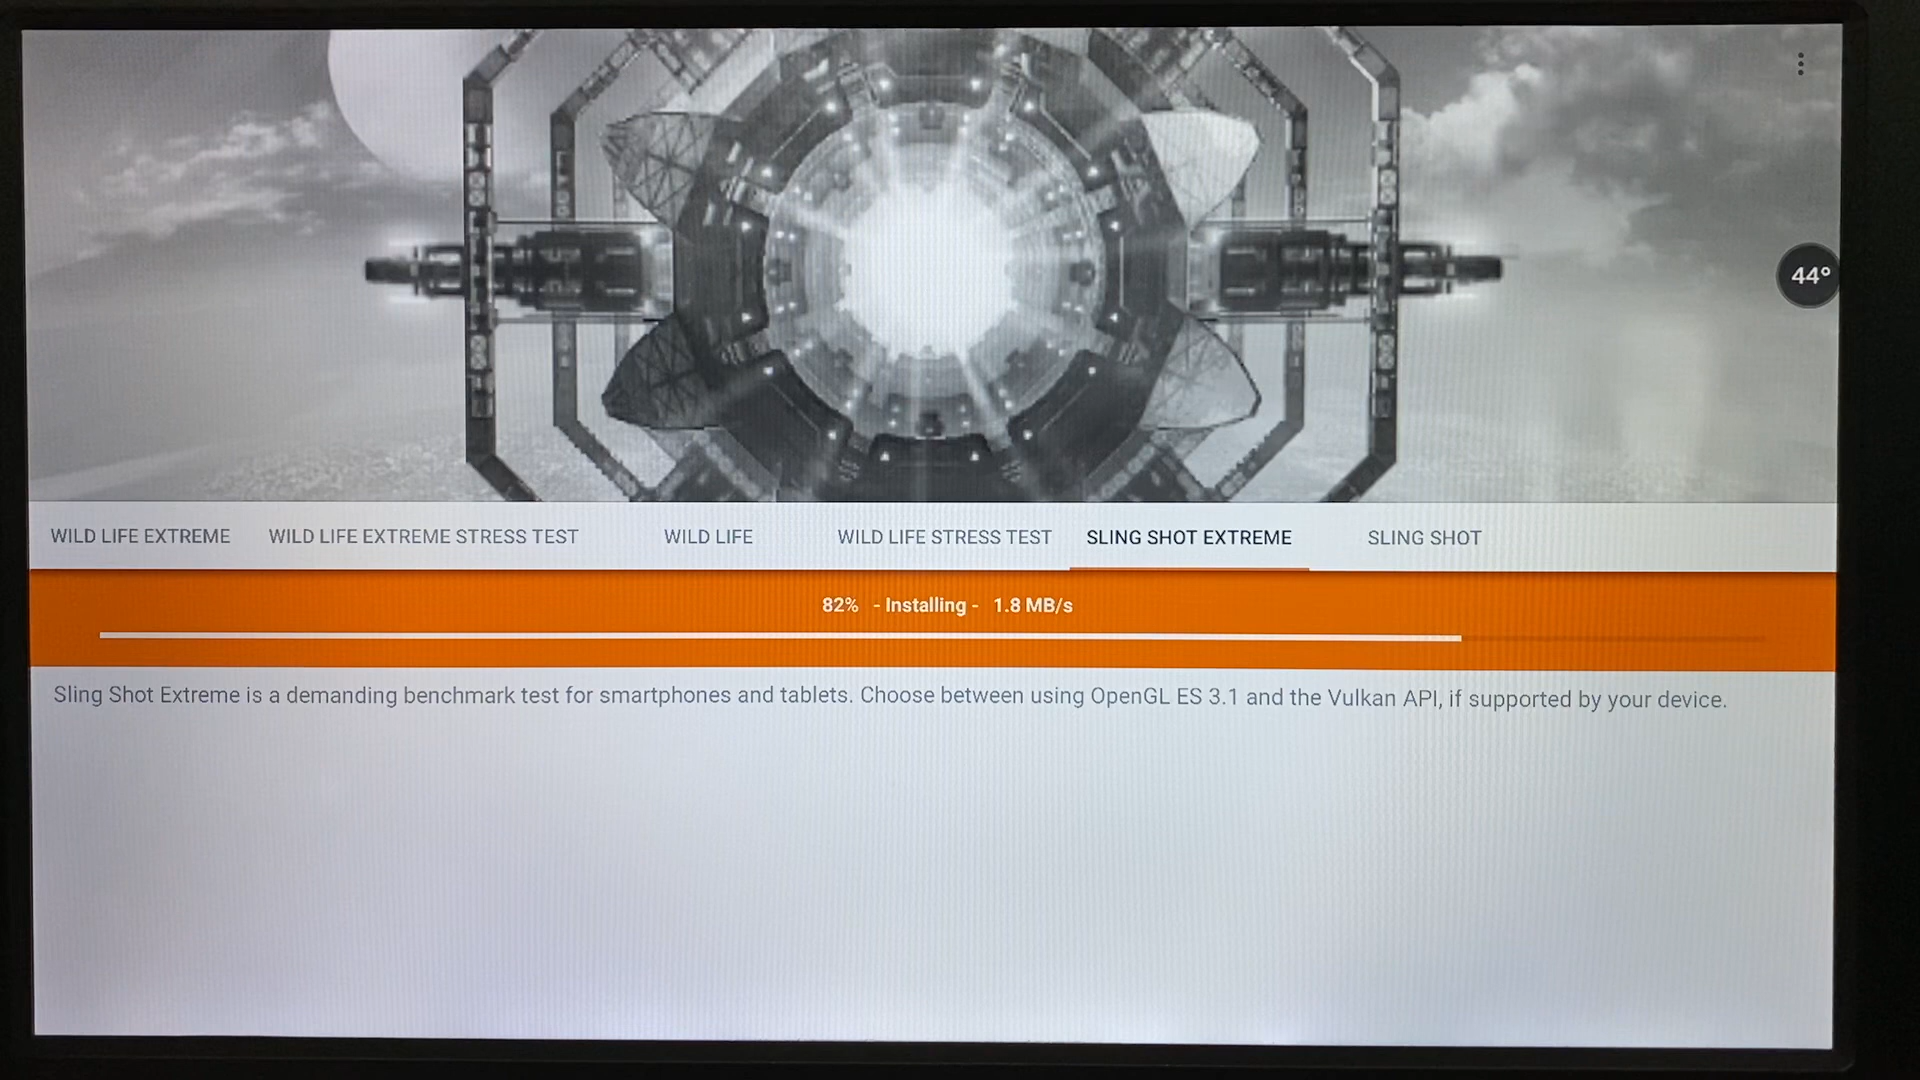 44°
WILD LIFE EXTREME WILD LIFE EXTREME STRESS TEST WILD LIFE WILD LIFE STRESS TEST SLING SHOT EXTREME SLING SHOT
82% - Installing - 1.8 MB/s
Sling Shot Extreme is a demanding benchmark test for smartphones and tablets. Choose between using OpenGL ES 3.1 and the Vulkan API, if supported by your device.